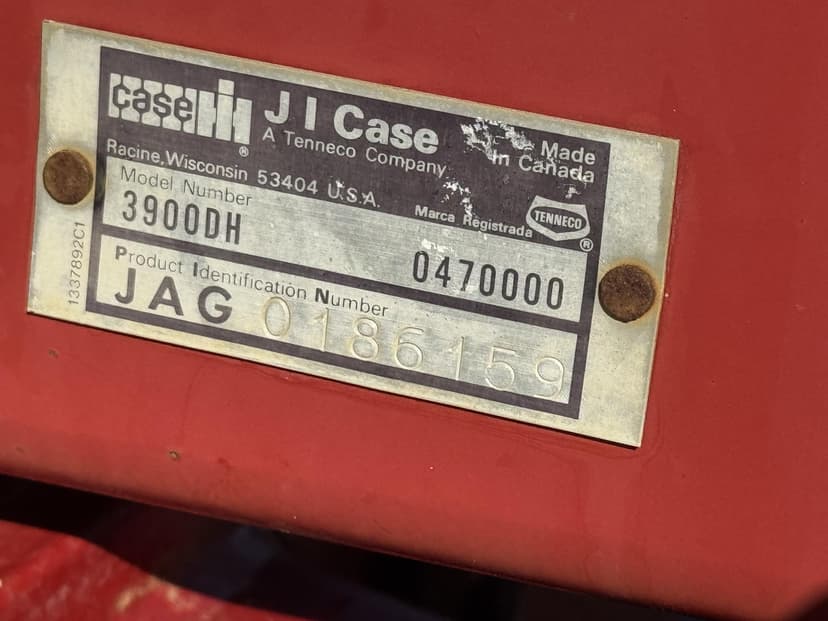 case IH J I Case Made
A Tenneco Company in Canada
Racine, Wisconsin 53404 U.S.A.
Marca Registrada TENNECO ®
Model Number
3900DH 0470000
Product Identification Number
JAG 0186159
1337892C1